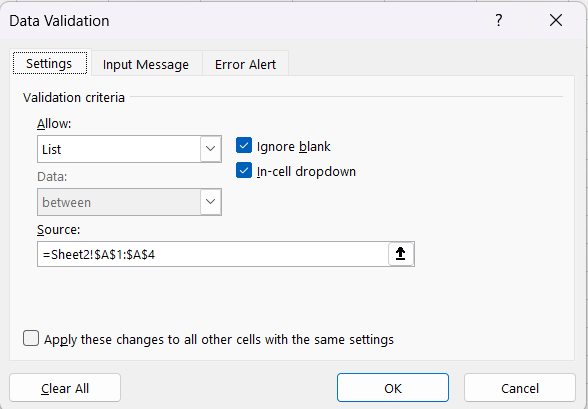 Data Validation ? ×
Settings Input Message Error Alert
Validation criteria
Allow:
List
Ignore blank
In-cell dropdown
Data:
between
Source:
=Sheet2!$A$1:$A$4
Apply these changes to all other cells with the same settings
Clear All OK Cancel